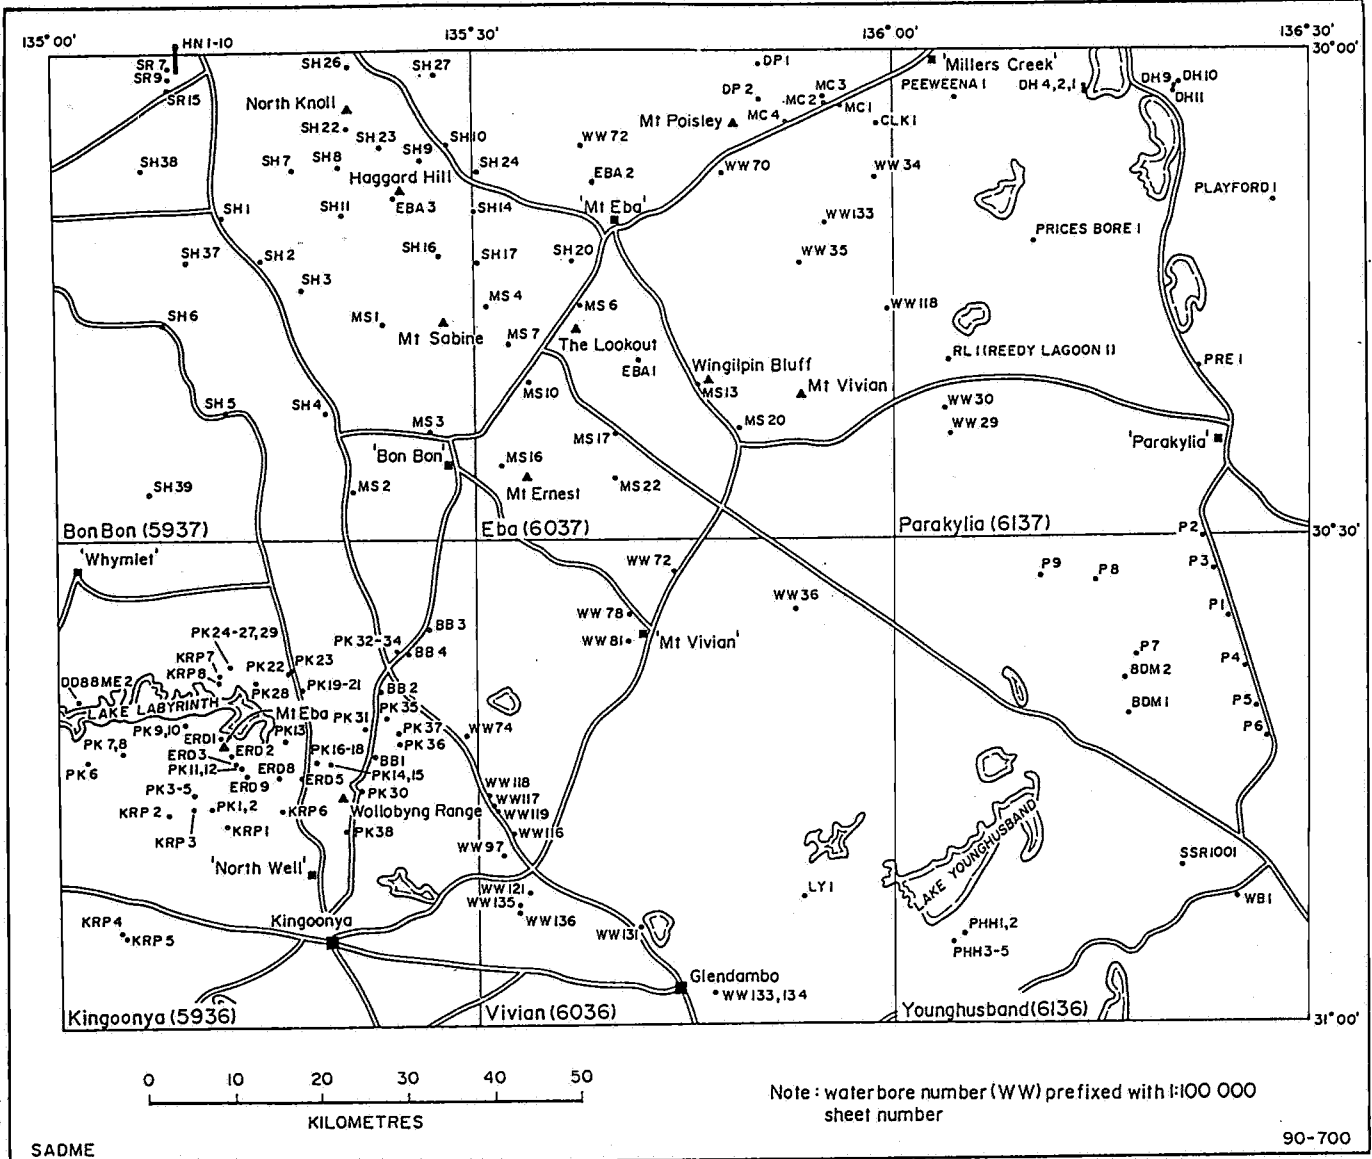 135°00'
135°30'
136°00'
136°30'
30°00'
HN 1-10
SR 7
SR 9
SR 15
SH 26
SH 27
North Knoll
SH 22
SH 23
SH 10
SH 9
SH 38
SH 7
SH 8
SH 24
Haggard Hill
EBA 3
SH 11
SH 14
SH 1
SH 37
SH 2
SH 16
SH 17
SH 20
SH 3
SH 6
MS 1
Mt Sabine
MS 4
MS 6
MS 7
The Lookout
EBA 1
SH 5
SH 4
MS 3
MS 10
'Bon Bon'
MS 17
MS 16
Mt Ernest
MS 22
SH 39
MS 2
Bon Bon (5937)
Eba (6037)
Parakylia (6137)
DP 1
DP 2
MC 3
MC 2
MC 1
MC 4
Mt Poisley
'Millers Creek'
PEEWEENA 1
DH 4,2,1
DH 9
DH 10
DH 11
CLK 1
WW 72
EBA 2
WW 70
WW 34
'Mt Eba'
WW 133
WW 35
PLAYFORD 1
PRICES BORE 1
WW 118
RL 1 (REEDY LAGOON 1)
PRE 1
Wingilpin Bluff
MS 13
Mt Vivian
WW 30
WW 29
MS 20
'Parakylia'
30°30'
'Whymlet'
WW 72
WW 78
WW 81
'Mt Vivian'
WW 36
P 2
P 3
P 9
P 8
P 1
P 7
BDM 2
P 4
BDM 1
P 5
P 6
PK 24-27, 29
PK 32-34
BB 3
BB 4
KRP 7
KRP 8
PK 22
PK 23
DD88ME 2
PK 28
PK 19-21
BB 2
LAKE LABYRINTH
Mt Eba
PK 31
PK 35
PK 9,10
ERD 1
PK 13
PK 37
PK 36
WW 74
PK 7,8
ERD 3
ERD 2
PK 16-18
BB 1
PK 6
PK 11,12
ERD 8
ERD 5
PK 14,15
ERD 9
PK 30
PK 3-5
WW 118
WW 117
KRP 2
PK 1,2
KRP 6
Wollobyng Range
WW 119
KRP 3
KRP 1
PK 38
WW 116
WW 97
'North Well'
WW 121
WW 135
WW 136
Kingoonya
KRP 4
KRP 5
WW 131
Glendambo
WW 133, 134
LY 1
LAKE YOUNGHUSBAND
SSR 1001
WB 1
PHH 1,2
PHH 3-5
Kingoonya (5936)
Vivian (6036)
Younghusband (6136)
31°00'
0 10 20 30 40 50
KILOMETRES
Note : waterbore number (WW) prefixed with 1:100 000
sheet number
SADME
90-700